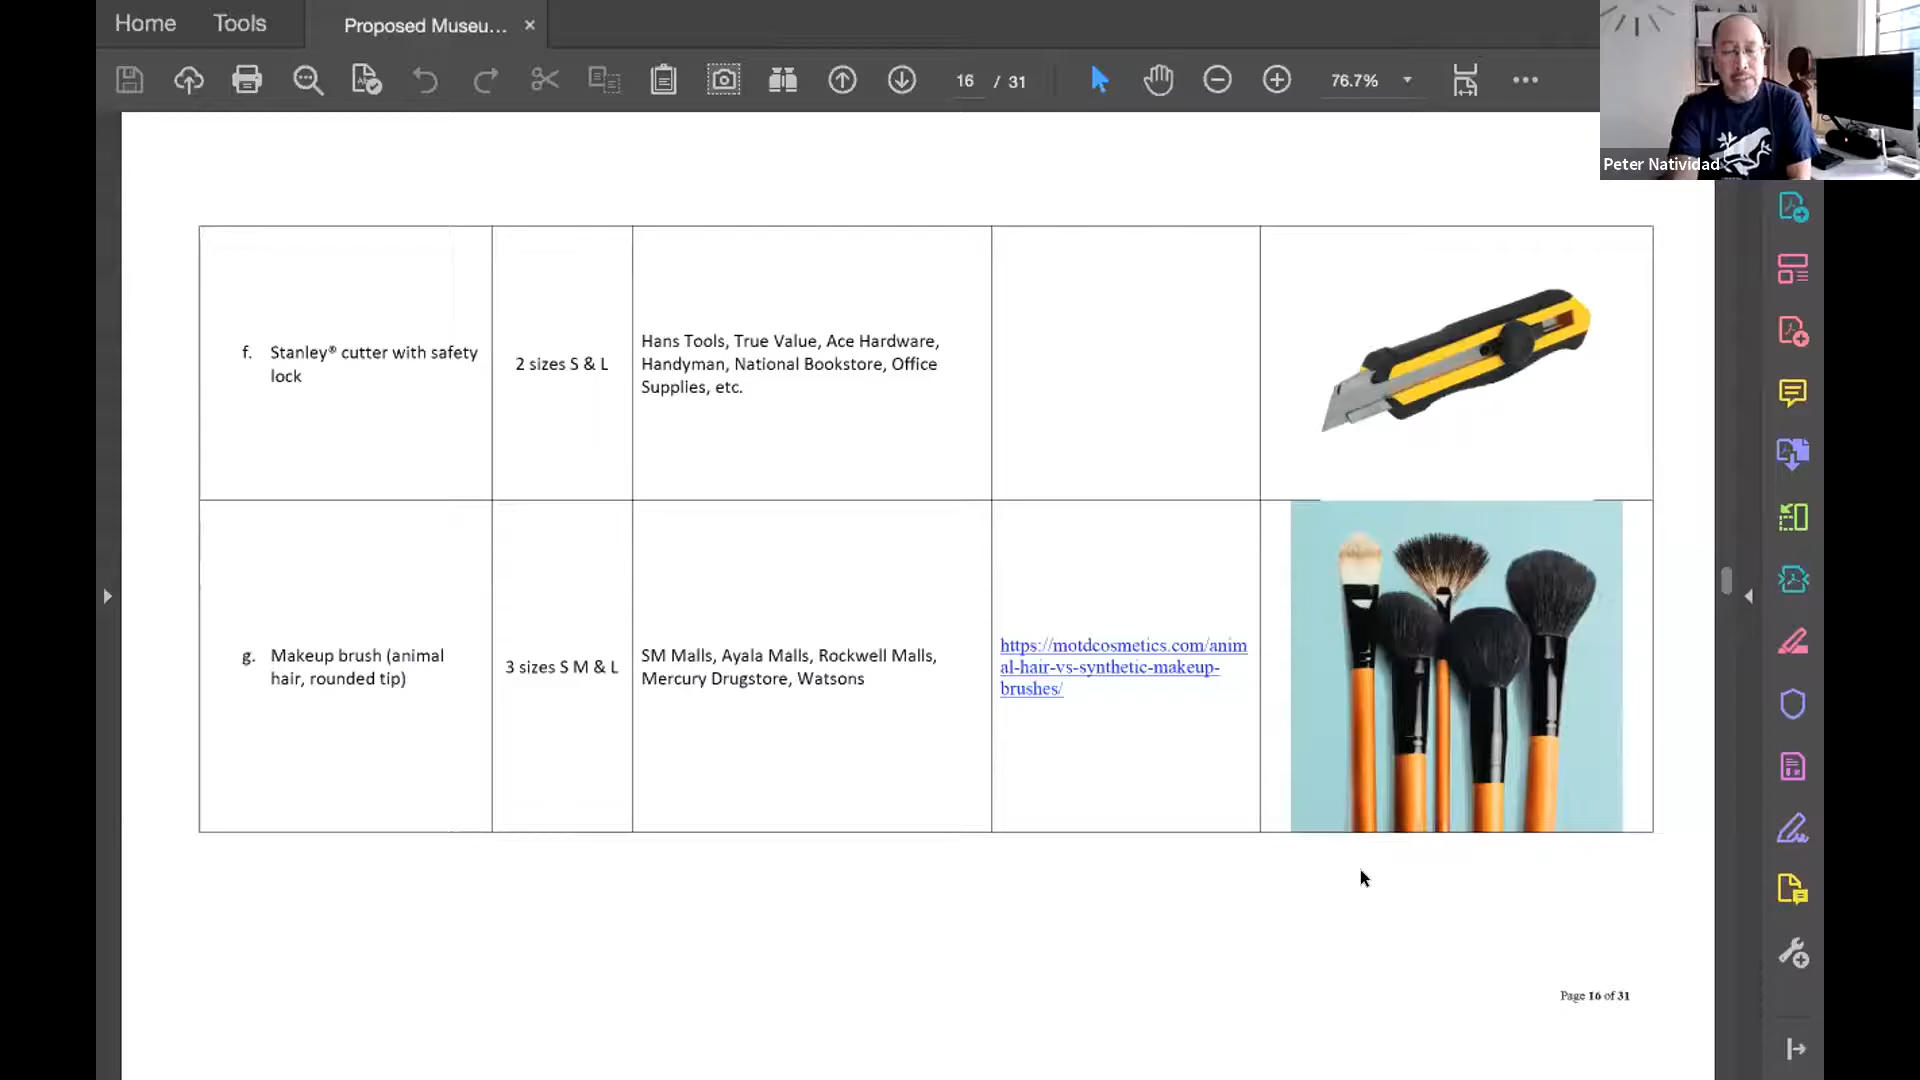 Home Tools Proposed Museu... ×
16 / 31 76.7%
Peter Natividad
f. Stanley® cutter with safety
lock
2 sizes S & L
Hans Tools, True Value, Ace Hardware,
Handyman, National Bookstore, Office
Supplies, etc.
g. Makeup brush (animal
hair, rounded tip)
3 sizes S M & L
SM Malls, Ayala Malls, Rockwell Malls,
Mercury Drugstore, Watsons
https://motdcosmetics.com/anim
al-hair-vs-synthetic-makeup-
brushes/
Page 16 of 31